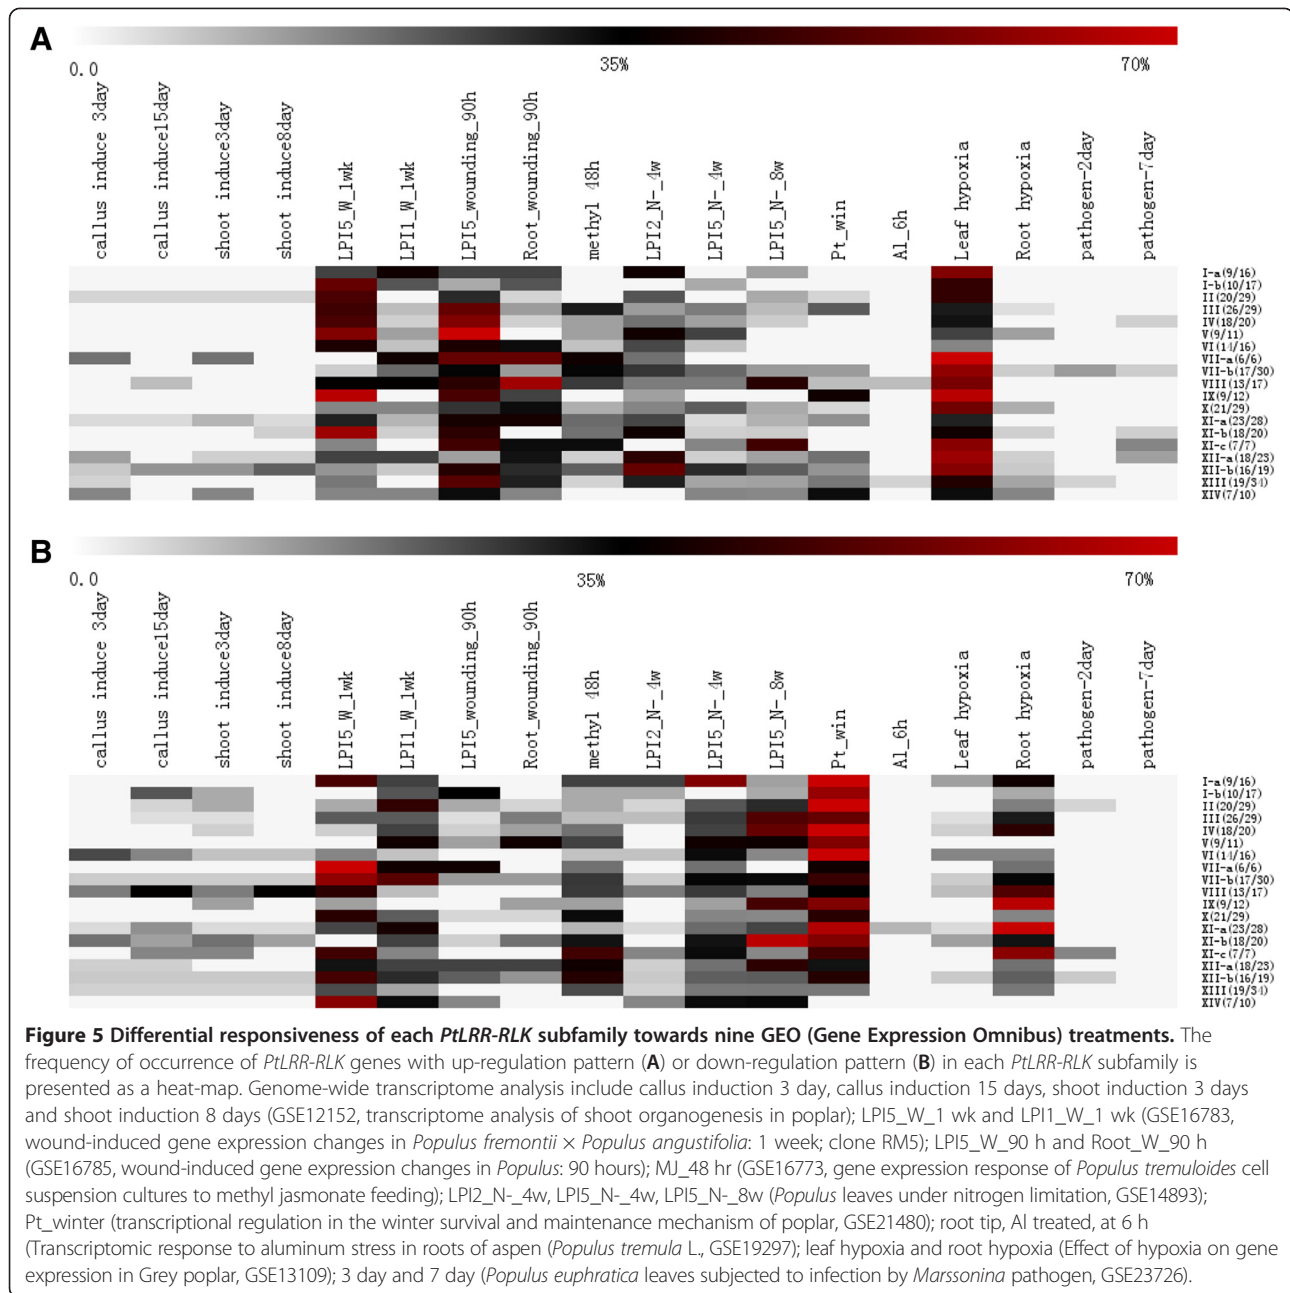 A
0.0
35%
70%
callus induce 3day
callus induce15day
shoot induce3day
shoot induce8day
LPI5_W_1wk
LPI1_W_1wk
LPI5_wounding_90h
Root_wounding_90h
methyl 48h
LPI2_N-_4w
LPI5_N-_4w
LPI5_N-_8w
Pt_win
Al_6h
Leaf hypoxia
Root hypoxia
pathogen-2day
pathogen-7day
I-a(9/16)
I-b(10/17)
II(20/29)
III(26/29)
IV(18/20)
V(9/11)
VI(14/16)
VII-a(6/6)
VII-b(17/30)
VIII(13/17)
IX(9/12)
X(21/29)
XI-a(23/28)
XI-b(18/20)
XI-c(7/7)
XII-a(18/23)
XII-b(16/19)
XIII(19/34)
XIV(7/10)
B
0.0
35%
70%
callus induce 3day
callus induce15day
shoot induce3day
shoot induce8day
LPI5_W_1wk
LPI1_W_1wk
LPI5_wounding_90h
Root_wounding_90h
methyl 48h
LPI2_N-_4w
LPI5_N-_4w
LPI5_N-_8w
Pt_win
Al_6h
Leaf hypoxia
Root hypoxia
pathogen-2day
pathogen-7day
I-a(9/16)
I-b(10/17)
II(20/29)
III(26/29)
IV(18/20)
V(9/11)
VI(14/16)
VII-a(6/6)
VII-b(17/30)
VIII(13/17)
IX(9/12)
X(21/29)
XI-a(23/28)
XI-b(18/20)
XI-c(7/7)
XII-a(18/23)
XII-b(16/19)
XIII(19/34)
XIV(7/10)
Figure 5 Differential responsiveness of each PtLRR-RLK subfamily towards nine GEO (Gene Expression Omnibus) treatments. The
frequency of occurrence of PtLRR-RLK genes with up-regulation pattern (A) or down-regulation pattern (B) in each PtLRR-RLK subfamily is
presented as a heat-map. Genome-wide transcriptome analysis include callus induction 3 day, callus induction 15 days, shoot induction 3 days
and shoot induction 8 days (GSE12152, transcriptome analysis of shoot organogenesis in poplar); LPI5_W_1 wk and LPI1_W_1 wk (GSE16783,
wound-induced gene expression changes in Populus fremontii × Populus angustifolia: 1 week; clone RM5); LPI5_W_90 h and Root_W_90 h
(GSE16785, wound-induced gene expression changes in Populus: 90 hours); MJ_48 hr (GSE16773, gene expression response of Populus tremuloides cell
suspension cultures to methyl jasmonate feeding); LPI2_N-_4w, LPI5_N-_4w, LPI5_N-_8w (Populus leaves under nitrogen limitation, GSE14893);
Pt_winter (transcriptional regulation in the winter survival and maintenance mechanism of poplar, GSE21480); root tip, Al treated, at 6 h
(Transcriptomic response to aluminum stress in roots of aspen (Populus tremula L., GSE19297); leaf hypoxia and root hypoxia (Effect of hypoxia on gene
expression in Grey poplar, GSE13109); 3 day and 7 day (Populus euphratica leaves subjected to infection by Marssonina pathogen, GSE23726).